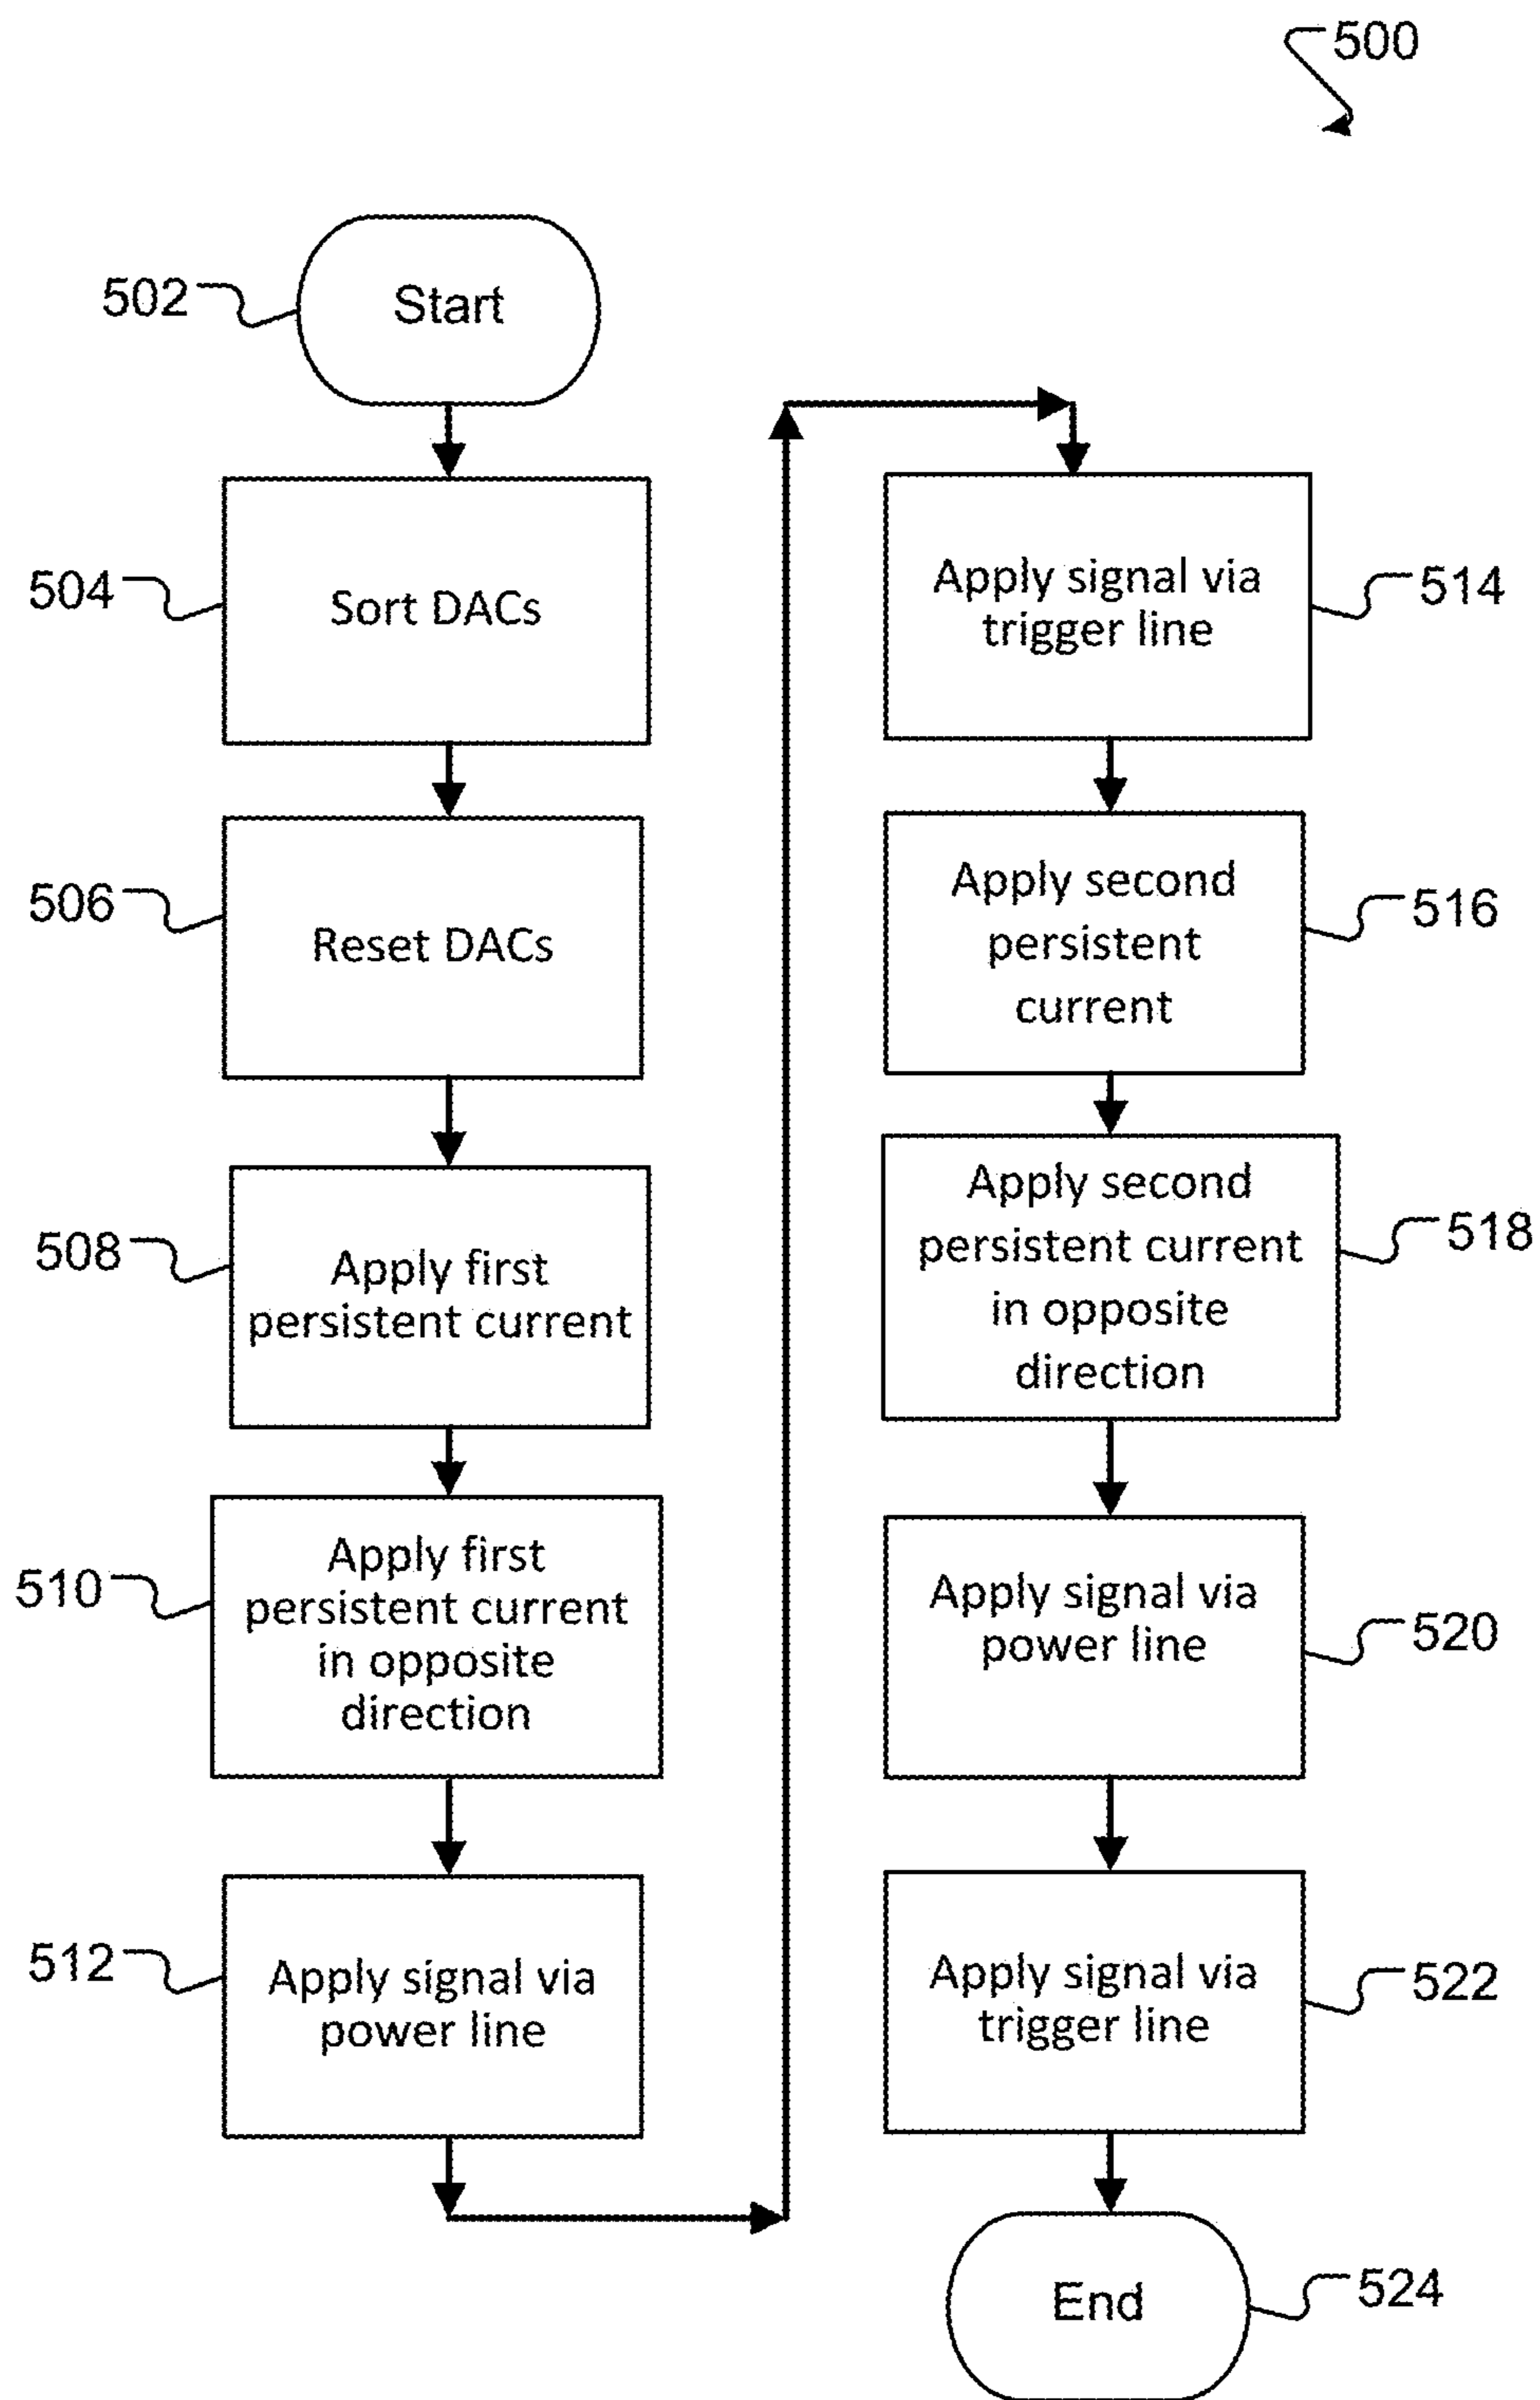 500
502
Start
504
Sort DACs
506
Reset DACs
508
Apply first
persistent current
510
Apply first
persistent current
in opposite
direction
512
Apply signal via
power line
Apply signal via
trigger line
514
Apply second
persistent
current
516
Apply second
persistent current
in opposite
direction
518
Apply signal via
power line
520
Apply signal via
trigger line
522
End
524